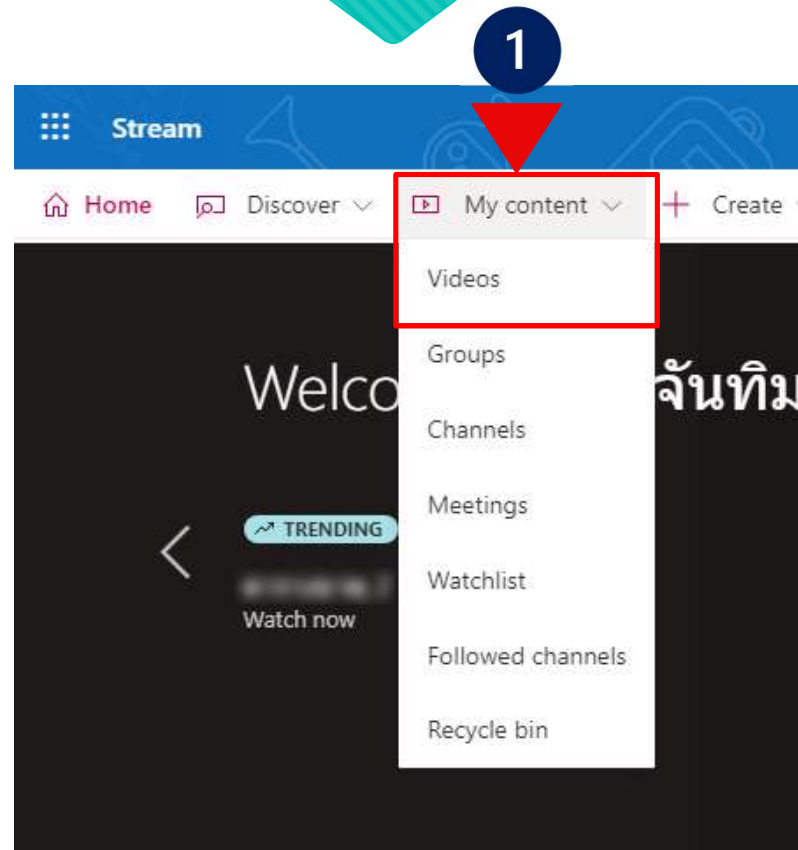 1
Stream
Home Discover My content Create
Videos
Groups
Welco จันทิม
Channels
Meetings
TRENDING
Watchlist
Watch now
Followed channels
Recycle bin